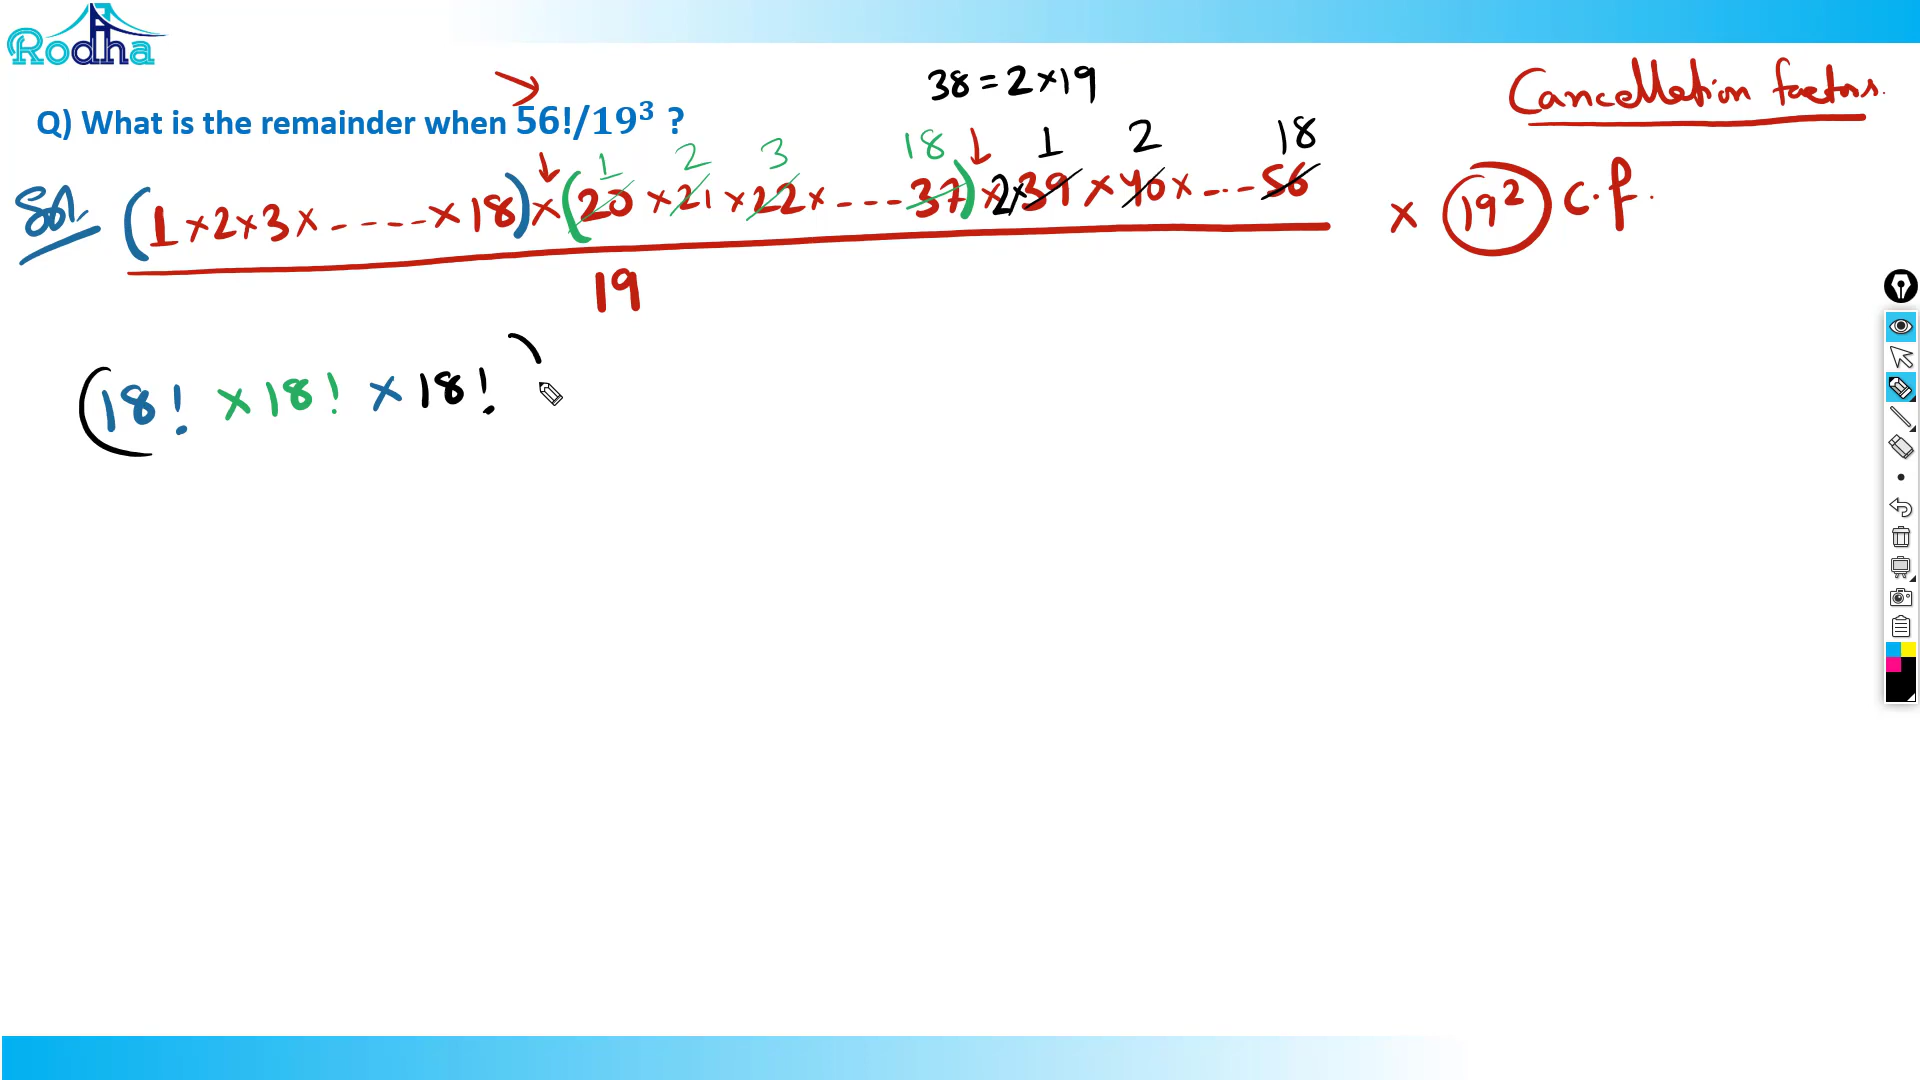 Rodha
38 = 2 × 19
Cancellation factors.
Q) What is the remainder when 56!/19³ ?
1 2 3 18 1 2 18
Sol. (1 × 2 × 3 × ------ × 18) × (20 × 21 × 22 × ---- 37) × 2 × 39 × 40 × ---- 56 × 19² C.f.
19
(18! × 18! × 18! )